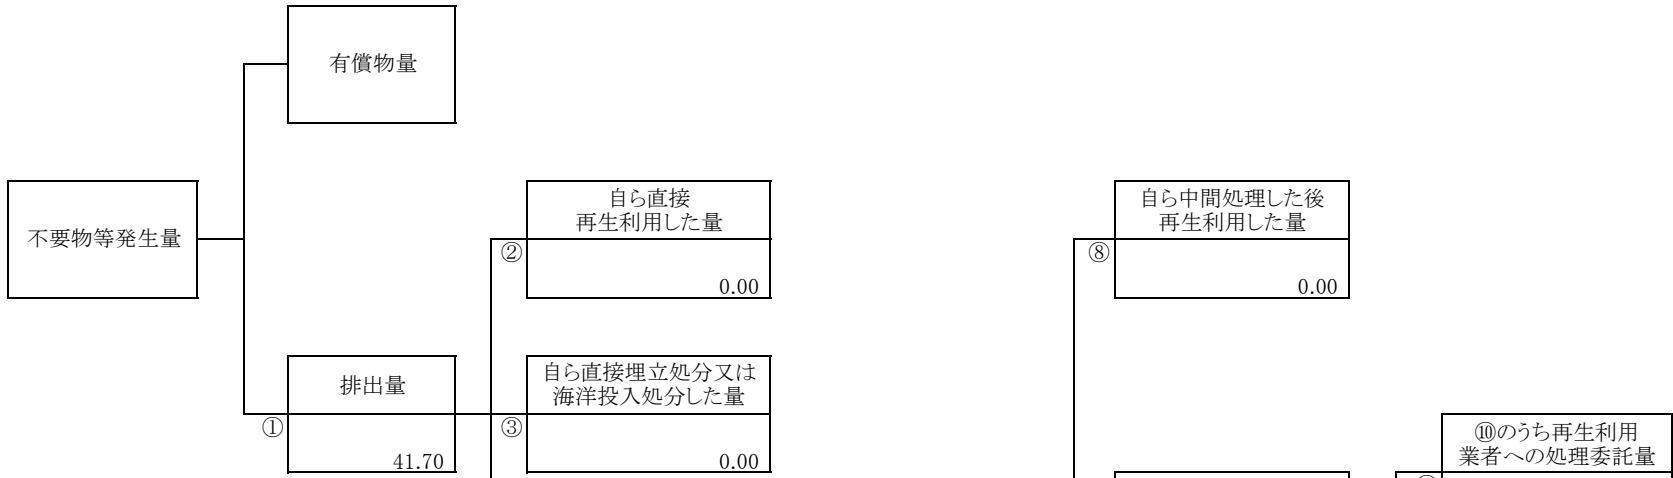 有償物量
不要物等発生量
自ら直接
再生利用した量
②
0.00
自ら中間処理した後
再生利用した量
⑧
0.00
排出量
①
41.70
自ら直接埋立処分又は
海洋投入処分した量
③
0.00
⑩のうち再生利用
業者への処理委託量